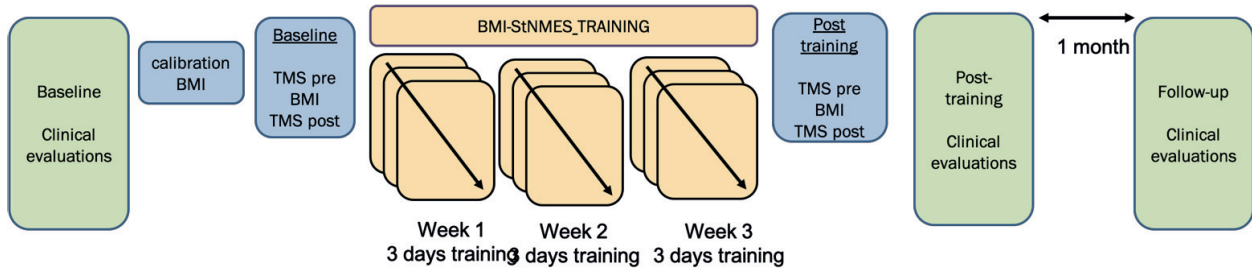 Baseline
Clinical
evaluations
calibration
BMI
Baseline
TMS pre
BMI
TMS post
BMI-StNMES_TRAINING
Week 1
3 days training
Week 2
3 days training
Week 3
3 days training
Post
training
TMS pre
BMI
TMS post
Post-
training
Clinical
evaluations
1 month
Follow-up
Clinical
evaluations